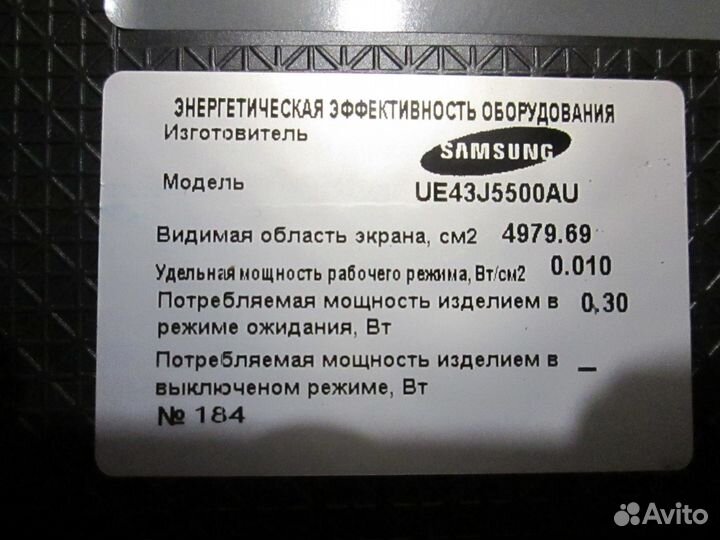 ЭНЕРГЕТИЧЕСКАЯ ЭФФЕКТИВНОСТЬ ОБОРУДОВАНИЯ
Изготовитель SAMSUNG
Модель UE43J5500AU
Видимая область экрана, см2 4979.69
Удельная мощность рабочего режима, Вт/см2 0.010
Потребляемая мощность изделием в 0.30
режиме ожидания, Вт
Потребляемая мощность изделием в –
выключеном режиме, Вт
№ 184
Avito